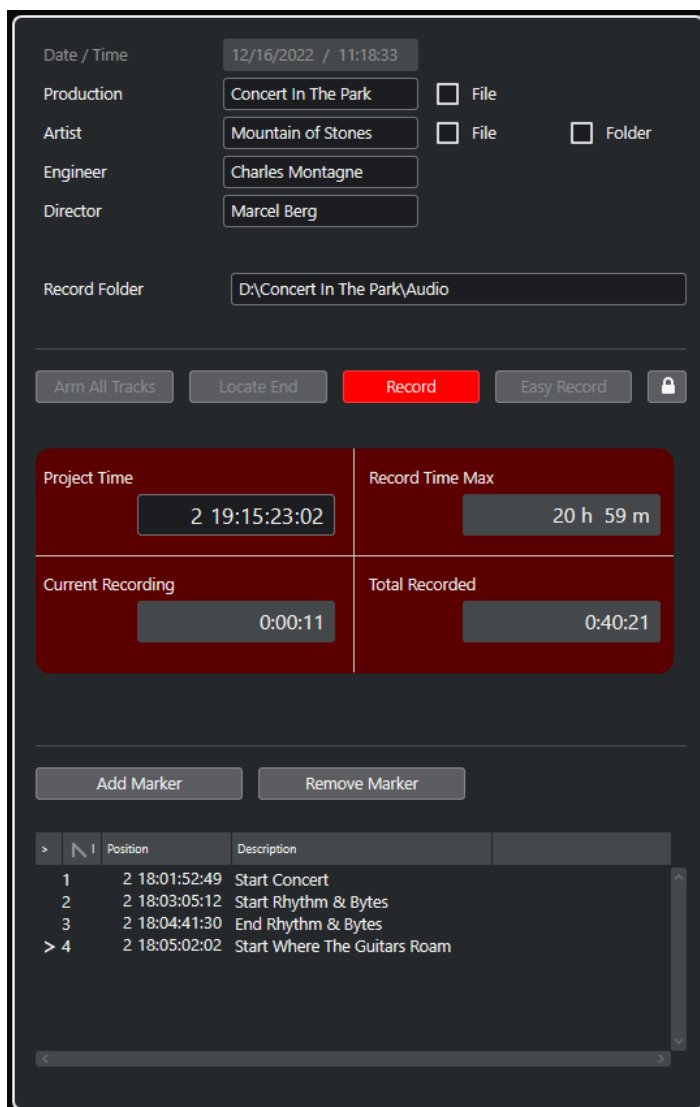 Date / Time 12/16/2022 / 11:18:33
Production Concert In The Park File
Artist Mountain of Stones File Folder
Engineer Charles Montagne
Director Marcel Berg
Record Folder D:\Concert In The Park\Audio
Arm All Tracks Locate End Record Easy Record
Project Time Record Time Max
2 19:15:23:02 20 h 59 m
Current Recording Total Recorded
0:00:11 0:40:21
Add Marker Remove Marker
> I Position Description
1 2 18:01:52:49 Start Concert
2 2 18:03:05:12 Start Rhythm & Bytes
3 2 18:04:41:30 End Rhythm & Bytes
> 4 2 18:05:02:02 Start Where The Guitars Roam